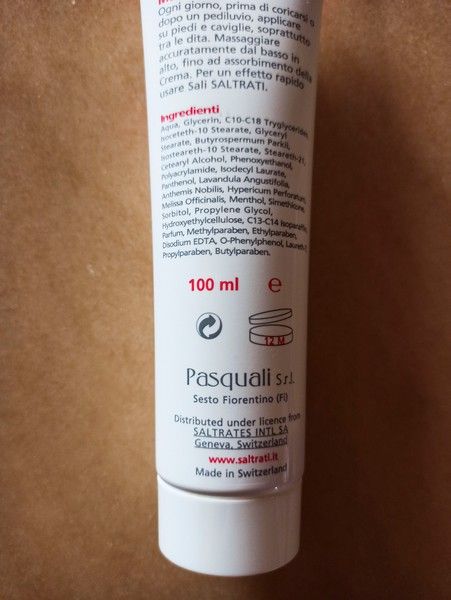 Ogni giorno, prima di coricarsi o
dopo un pediluvio, applicare
su piedi e caviglie, soprattutto
tra le dita. Massaggiare
accuratamente dal basso in
alto, fino ad assorbimento della
Crema. Per un effetto rapido
usare Sali SALTRATI.
Ingredienti
Aqua, Glycerin, C10-C18 Tryglycerides,
Isoceteth-10 Stearate, Glyceryl
Stearate, Butyrospermum Parkii,
Isosteareth-10 Stearate, Steareth-21,
Cetearyl Alcohol, Phenoxyethanol,
Polyacrylamide, Isodecyl Laurate,
Panthenol, Lavandula Angustifolia,
Anthemis Nobilis, Hypericum Perforatum,
Melissa Officinalis, Menthol, Simethicone,
Sorbitol, Propylene Glycol,
Hydroxyethylcellulose, C13-C14 Isoparaffin,
Parfum, Methylparaben, Ethylparaben,
Disodium EDTA, O-Phenylphenol,
Propylparaben, Butylparaben.
100 ml e
12 M
Pasquali S.r.l.
Sesto Fiorentino (FI)
Distributed under licence from
SALTRATES INTL SA
Geneva, Switzerland
www.saltrati.it
Made in Switzerland